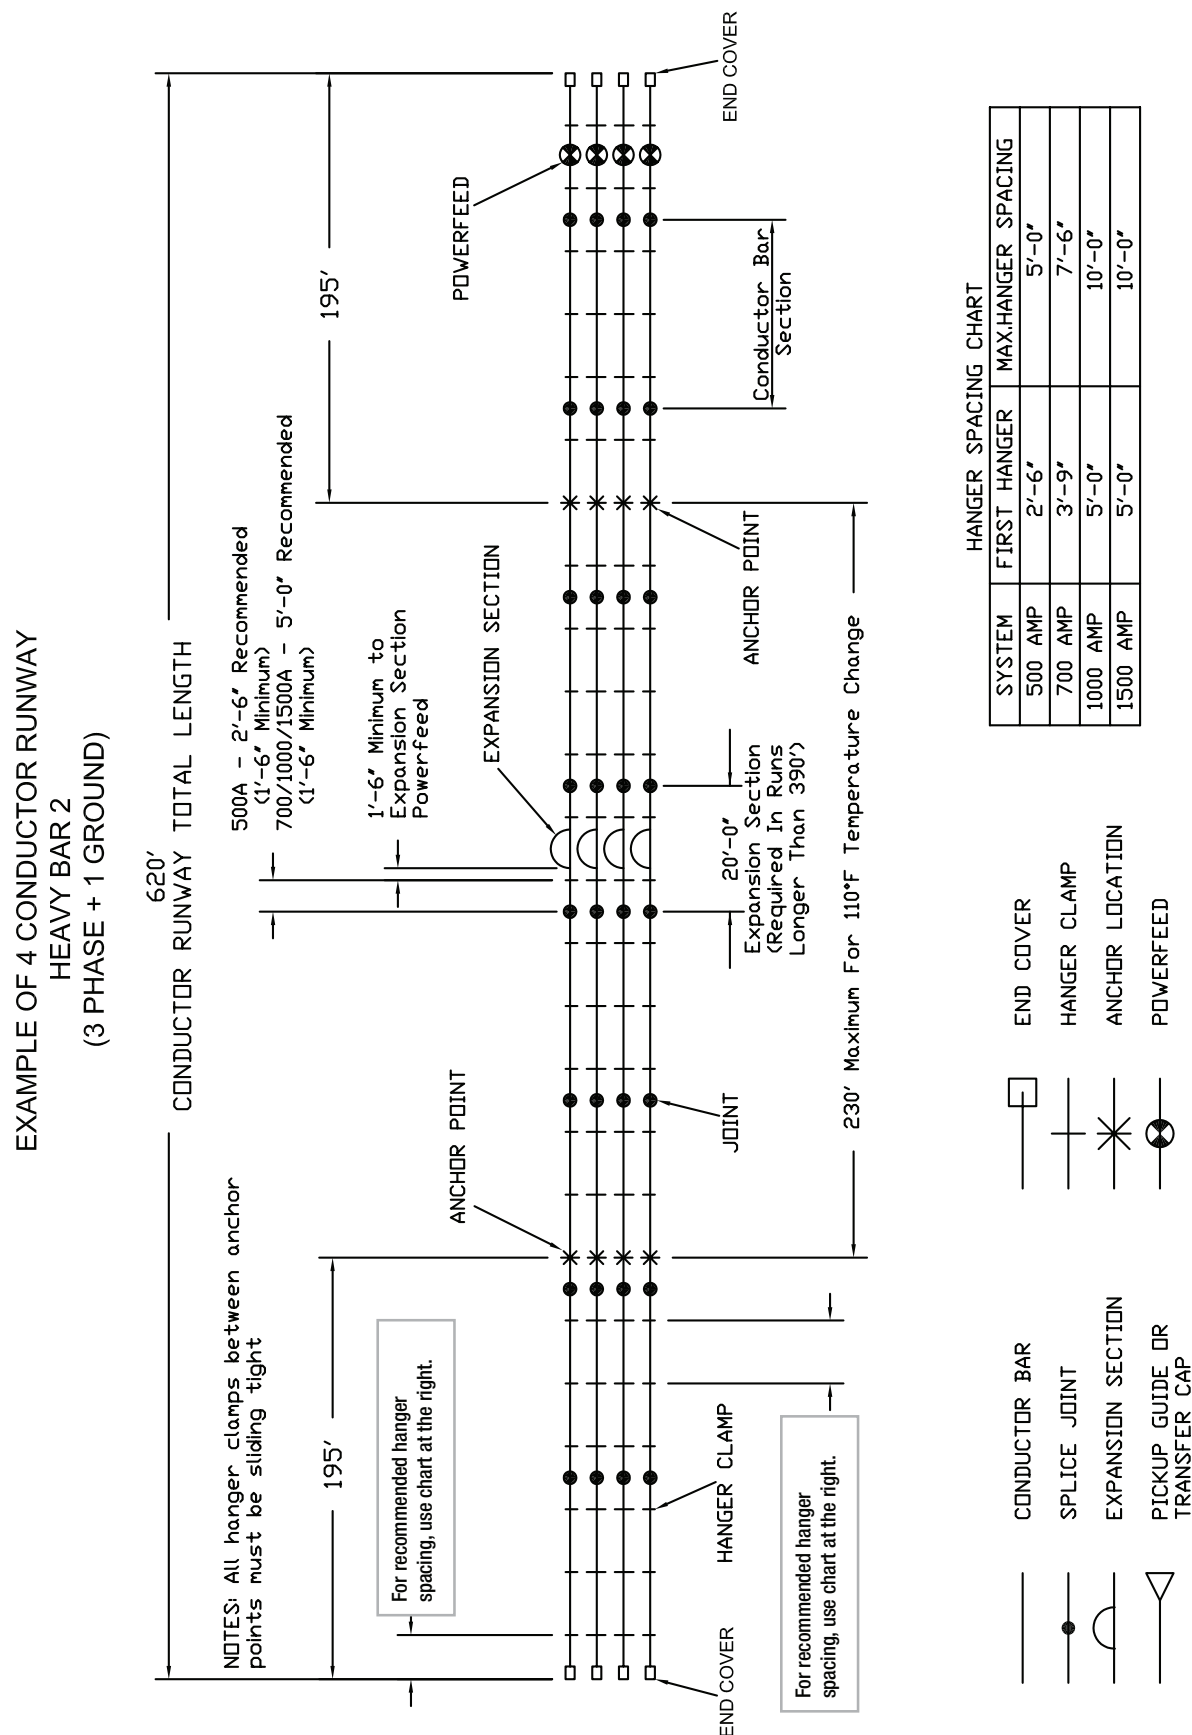 EXAMPLE OF 4 CONDUCTOR RUNWAY
HEAVY BAR 2
(3 PHASE + 1 GROUND)
620′
CONDUCTOR RUNWAY TOTAL LENGTH
NOTES: All hanger clamps between anchor
points must be sliding tight
500A - 2′-6″ Recommended
(1′-6″ Minimum)
700/1000/1500A - 5′-0″ Recommended
(1′-6″ Minimum)
195′
195′
1′-6″ Minimum to
Expansion Section
Powerfeed
For recommended hanger
spacing, use chart at the right.
ANCHOR POINT
EXPANSION SECTION
POWERFEED
END COVER
HANGER CLAMP
JOINT
ANCHOR POINT
END COVER
20′-0″
Expansion Section
(Required In Runs
Longer Than 390′)
Conductor Bar
Section
For recommended hanger
spacing, use chart at the right.
230′ Maximum For 110°F Temperature Change
CONDUCTOR BAR
SPLICE JOINT
EXPANSION SECTION
PICKUP GUIDE OR
TRANSFER CAP
END COVER
HANGER CLAMP
ANCHOR LOCATION
POWERFEED
HANGER SPACING CHART
SYSTEM FIRST HANGER MAX.HANGER SPACING
500 AMP 2′-6″ 5′-0″
700 AMP 3′-9″ 7′-6″
1000 AMP 5′-0″ 10′-0″
1500 AMP 5′-0″ 10′-0″